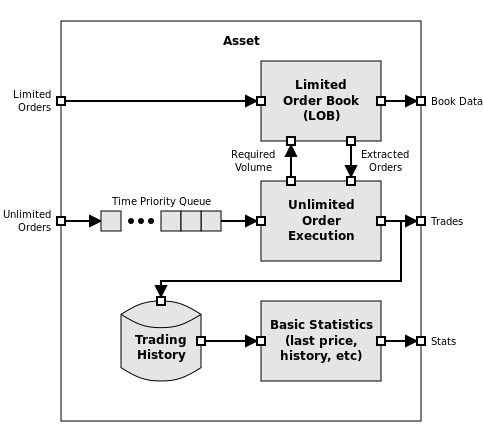 Asset
Limited
Orders
Limited
Order Book
(LOB)
Book Data
Required
Volume
Extracted
Orders
Unlimited
Orders
Time Priority Queue
Unlimited
Order
Execution
Trades
Trading
History
Basic Statistics
(last price,
history, etc)
Stats